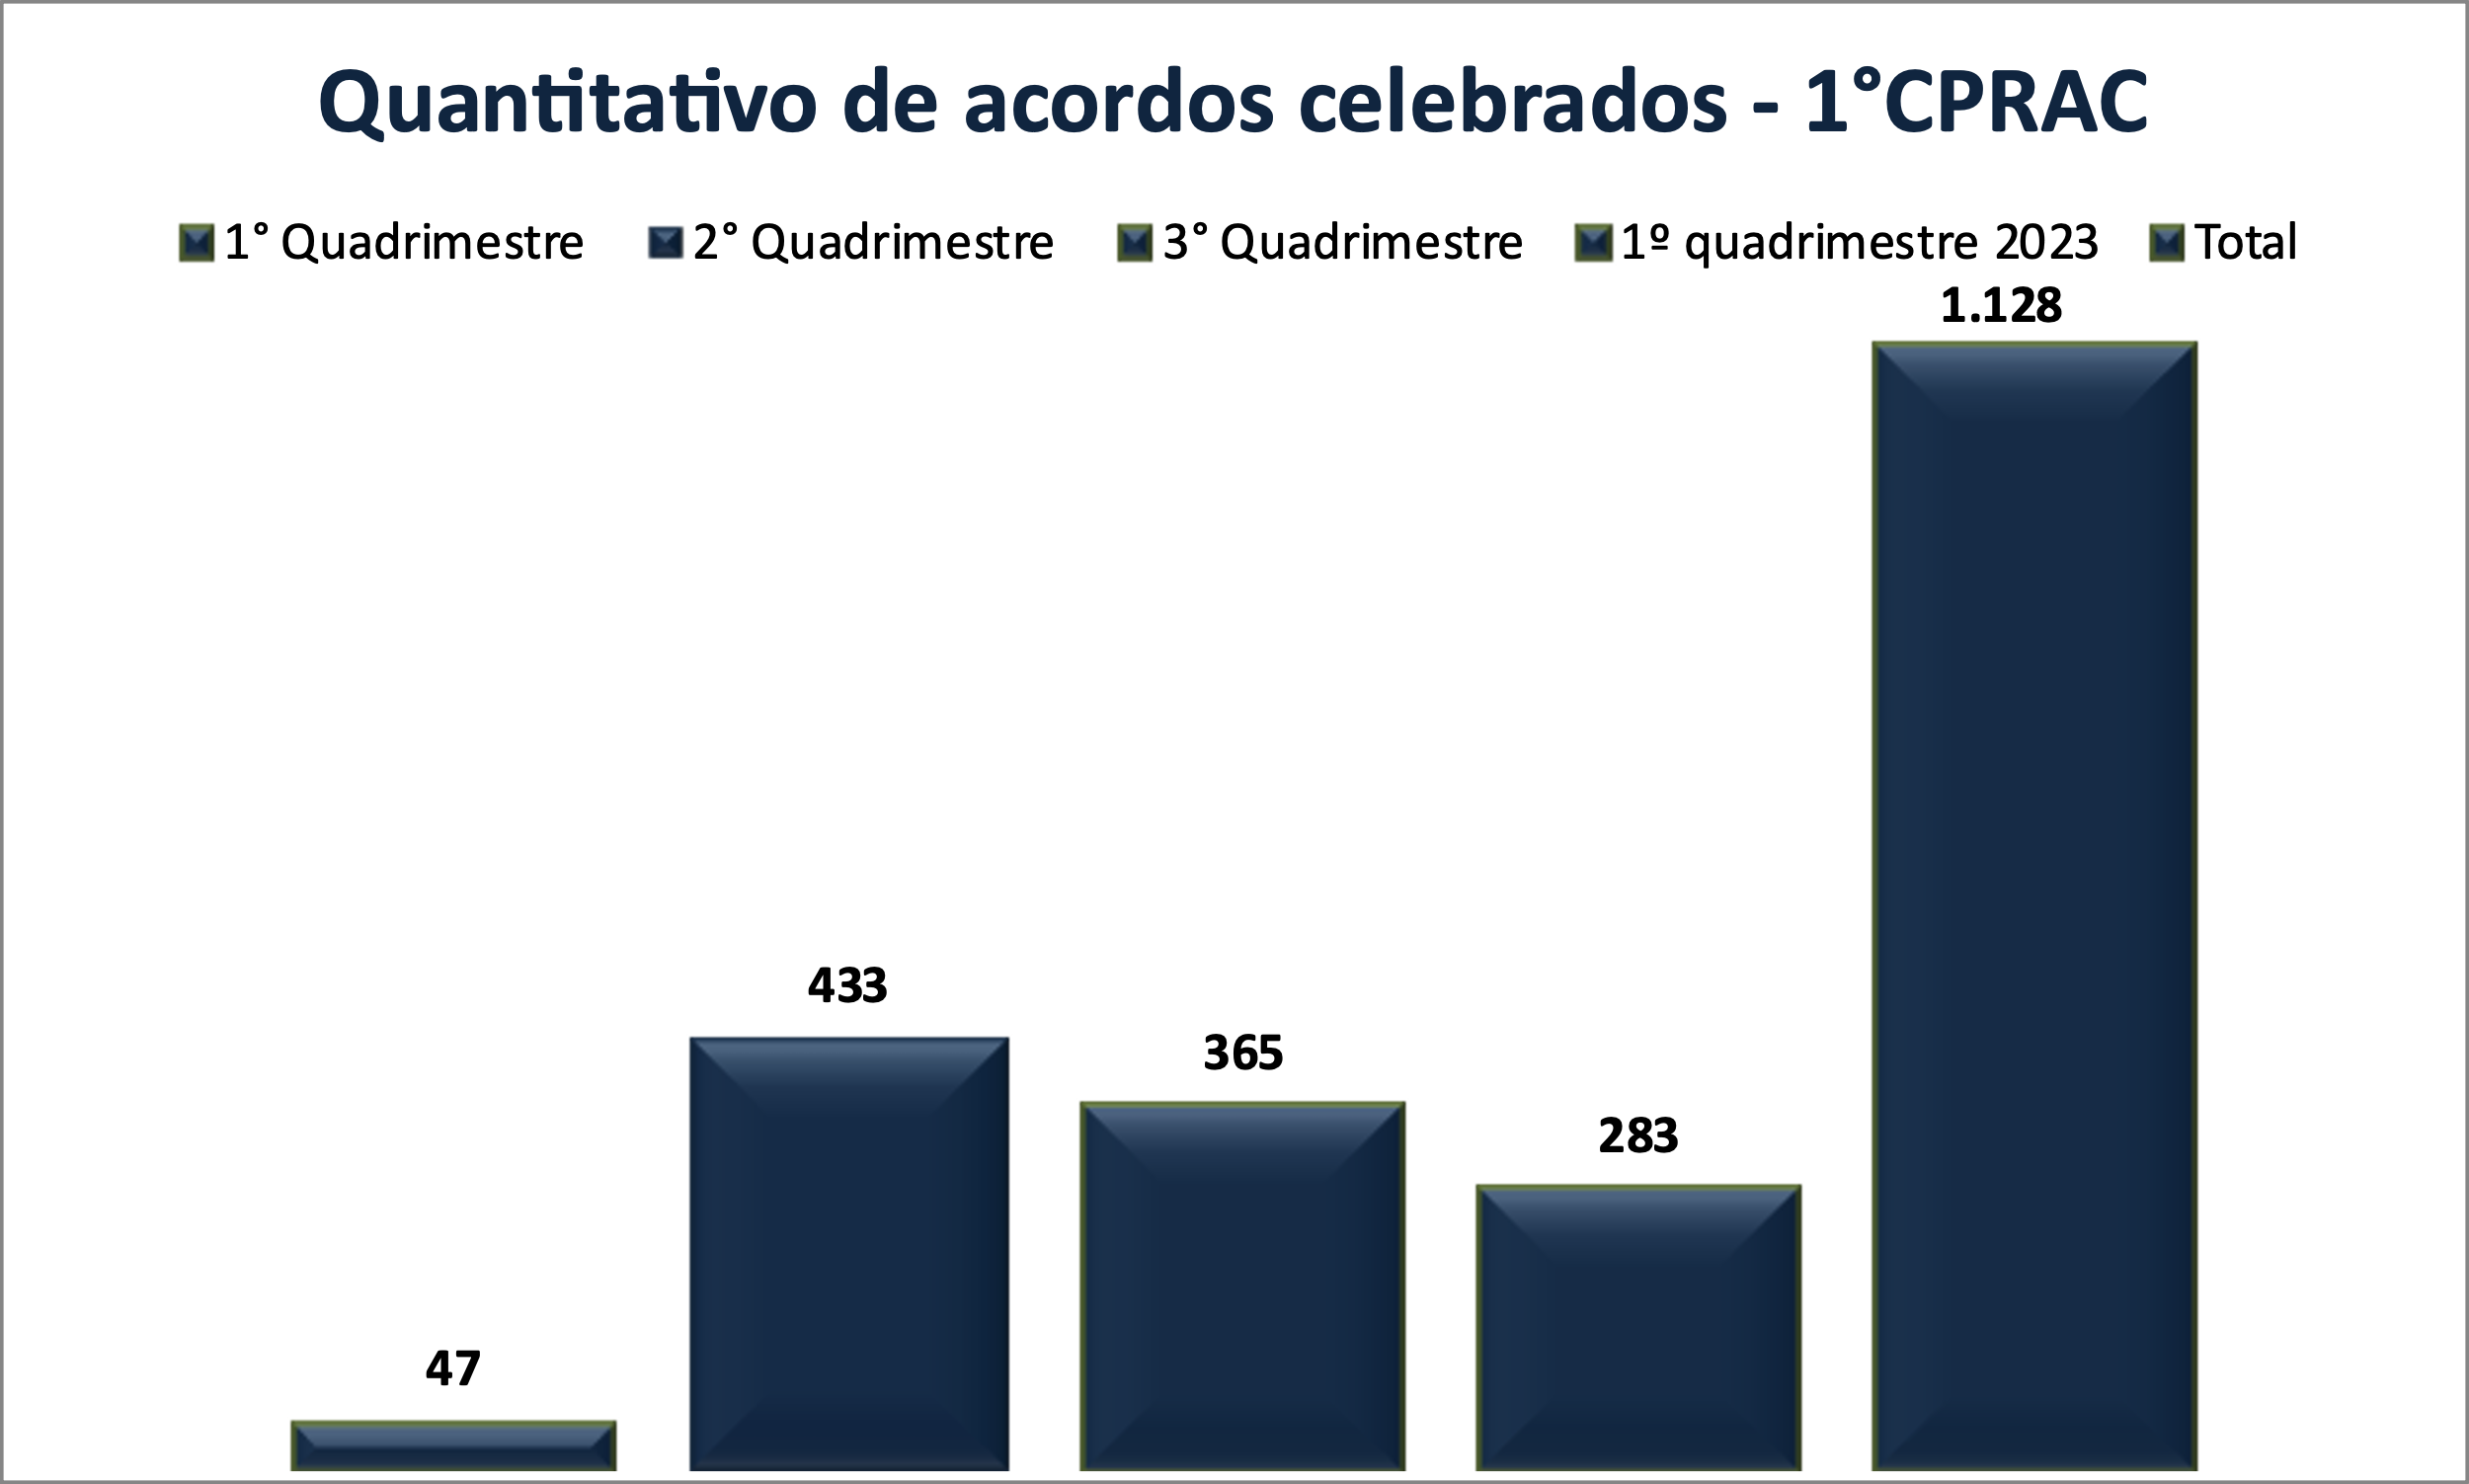 Quantitativo de acordos celebrados - 1°CPRAC
1° Quadrimestre 2° Quadrimestre 3° Quadrimestre 1º quadrimestre 2023 Total
1.128
433
365
283
47